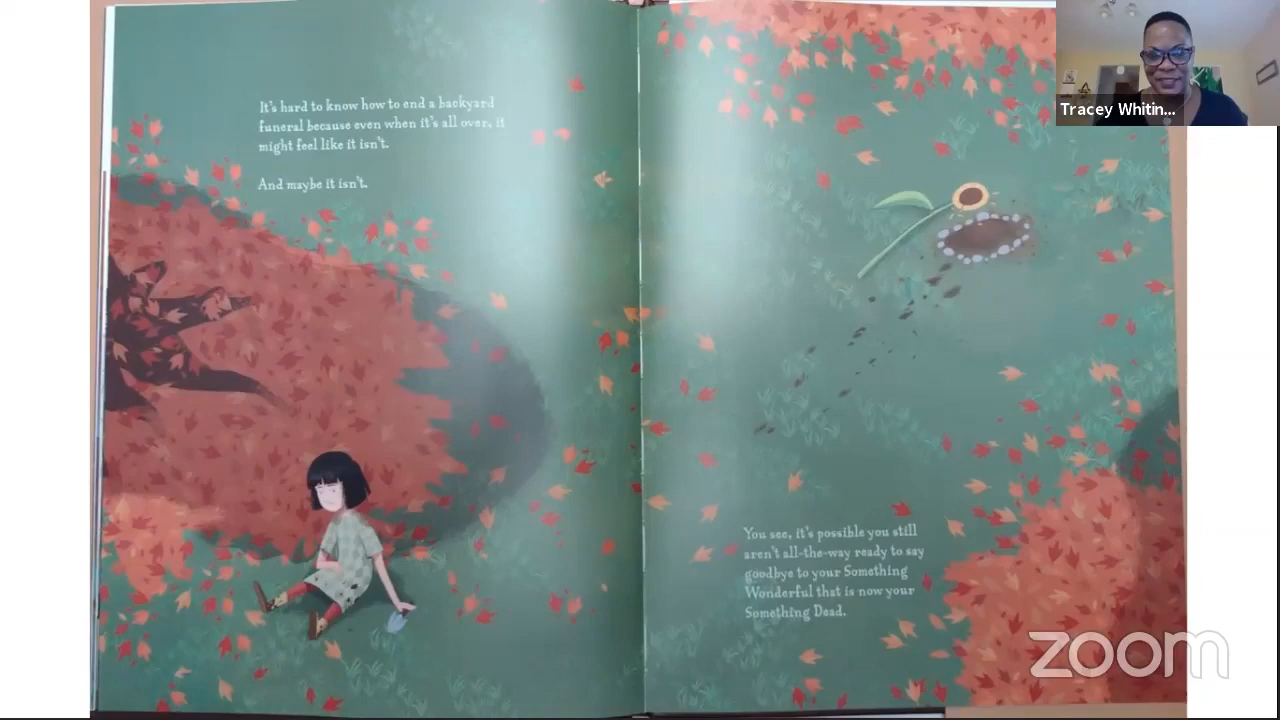 It's hard to know how to end a backyard
funeral because even when it's all over, it
might feel like it isn't.
And maybe it isn't.
You see, it's possible you still
aren't all-the-way ready to say
goodbye to your Something
Wonderful that is now your
Something Dead.
Tracey Whitin...
zoom